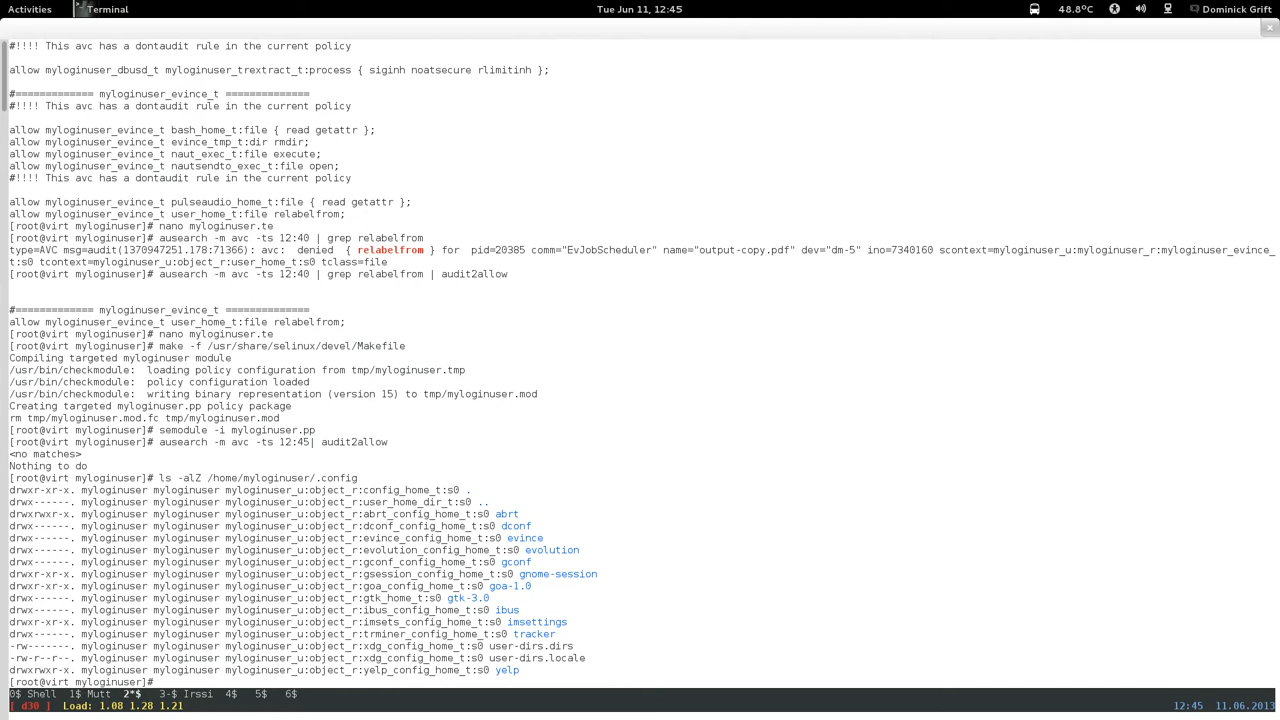 Activities Terminal Tue Jun 11, 12:45 48.8°C Dominick Grift
#!!!! This avc has a dontaudit rule in the current policy
allow myloginuser_dbusd_t myloginuser_trextract_t:process { siginh noatsecure rlimitinh };
#============= myloginuser_evince_t ==============
#!!!! This avc has a dontaudit rule in the current policy
allow myloginuser_evince_t bash_home_t:file { read getattr };
allow myloginuser_evince_t evince_tmp_t:dir rmdir;
allow myloginuser_evince_t naut_exec_t:file execute;
allow myloginuser_evince_t nautsendto_exec_t:file open;
#!!!! This avc has a dontaudit rule in the current policy
allow myloginuser_evince_t pulseaudio_home_t:file { read getattr };
allow myloginuser_evince_t user_home_t:file relabelfrom;
[root@virt myloginuser]# nano myloginuser.te
[root@virt myloginuser]# ausearch -m avc -ts 12:40 | grep relabelfrom
type=AVC msg=audit(1370947251.178:71366): avc:  denied  { relabelfrom } for  pid=20385 comm="EvJobScheduler" name="output-copy.pdf" dev="dm-5" ino=7340160 scontext=myloginuser_u:myloginuser_r:myloginuser_evince_
t:s0 tcontext=myloginuser_u:object_r:user_home_t:s0 tclass=file
[root@virt myloginuser]# ausearch -m avc -ts 12:40 | grep relabelfrom | audit2allow
#============= myloginuser_evince_t ==============
allow myloginuser_evince_t user_home_t:file relabelfrom;
[root@virt myloginuser]# nano myloginuser.te
[root@virt myloginuser]# make -f /usr/share/selinux/devel/Makefile
Compiling targeted myloginuser module
/usr/bin/checkmodule:  loading policy configuration from tmp/myloginuser.tmp
/usr/bin/checkmodule:  policy configuration loaded
/usr/bin/checkmodule:  writing binary representation (version 15) to tmp/myloginuser.mod
Creating targeted myloginuser.pp policy package
rm tmp/myloginuser.mod.fc tmp/myloginuser.mod
[root@virt myloginuser]# semodule -i myloginuser.pp
[root@virt myloginuser]# ausearch -m avc -ts 12:45| audit2allow
<no matches>
Nothing to do
[root@virt myloginuser]# ls -alZ /home/myloginuser/.config
drwxr-xr-x. myloginuser myloginuser myloginuser_u:object_r:config_home_t:s0 .
drwx------. myloginuser myloginuser myloginuser_u:object_r:user_home_dir_t:s0 ..
drwxrwxr-x. myloginuser myloginuser myloginuser_u:object_r:abrt_config_home_t:s0 abrt
drwx------. myloginuser myloginuser myloginuser_u:object_r:dconf_config_home_t:s0 dconf
drwx------. myloginuser myloginuser myloginuser_u:object_r:evince_config_home_t:s0 evince
drwx------. myloginuser myloginuser myloginuser_u:object_r:evolution_config_home_t:s0 evolution
drwx------. myloginuser myloginuser myloginuser_u:object_r:gconf_config_home_t:s0 gconf
drwxr-xr-x. myloginuser myloginuser myloginuser_u:object_r:gsession_config_home_t:s0 gnome-session
drwxr-xr-x. myloginuser myloginuser myloginuser_u:object_r:goa_config_home_t:s0 goa-1.0
drwx------. myloginuser myloginuser myloginuser_u:object_r:gtk_home_t:s0 gtk-3.0
drwx------. myloginuser myloginuser myloginuser_u:object_r:ibus_config_home_t:s0 ibus
drwxr-xr-x. myloginuser myloginuser myloginuser_u:object_r:imsets_config_home_t:s0 imsettings
drwx------. myloginuser myloginuser myloginuser_u:object_r:trminer_config_home_t:s0 tracker
-rw-------. myloginuser myloginuser myloginuser_u:object_r:xdg_config_home_t:s0 user-dirs.dirs
-rw-r--r--. myloginuser myloginuser myloginuser_u:object_r:xdg_config_home_t:s0 user-dirs.locale
drwxrwxr-x. myloginuser myloginuser myloginuser_u:object_r:yelp_config_home_t:s0 yelp
[root@virt myloginuser]#
0$ Shell  1$ Mutt  2*$  3-$ Irssi  4$  5$  6$
[ d30 ]  Load: 1.08 1.28 1.21 12:45 11.06.2013